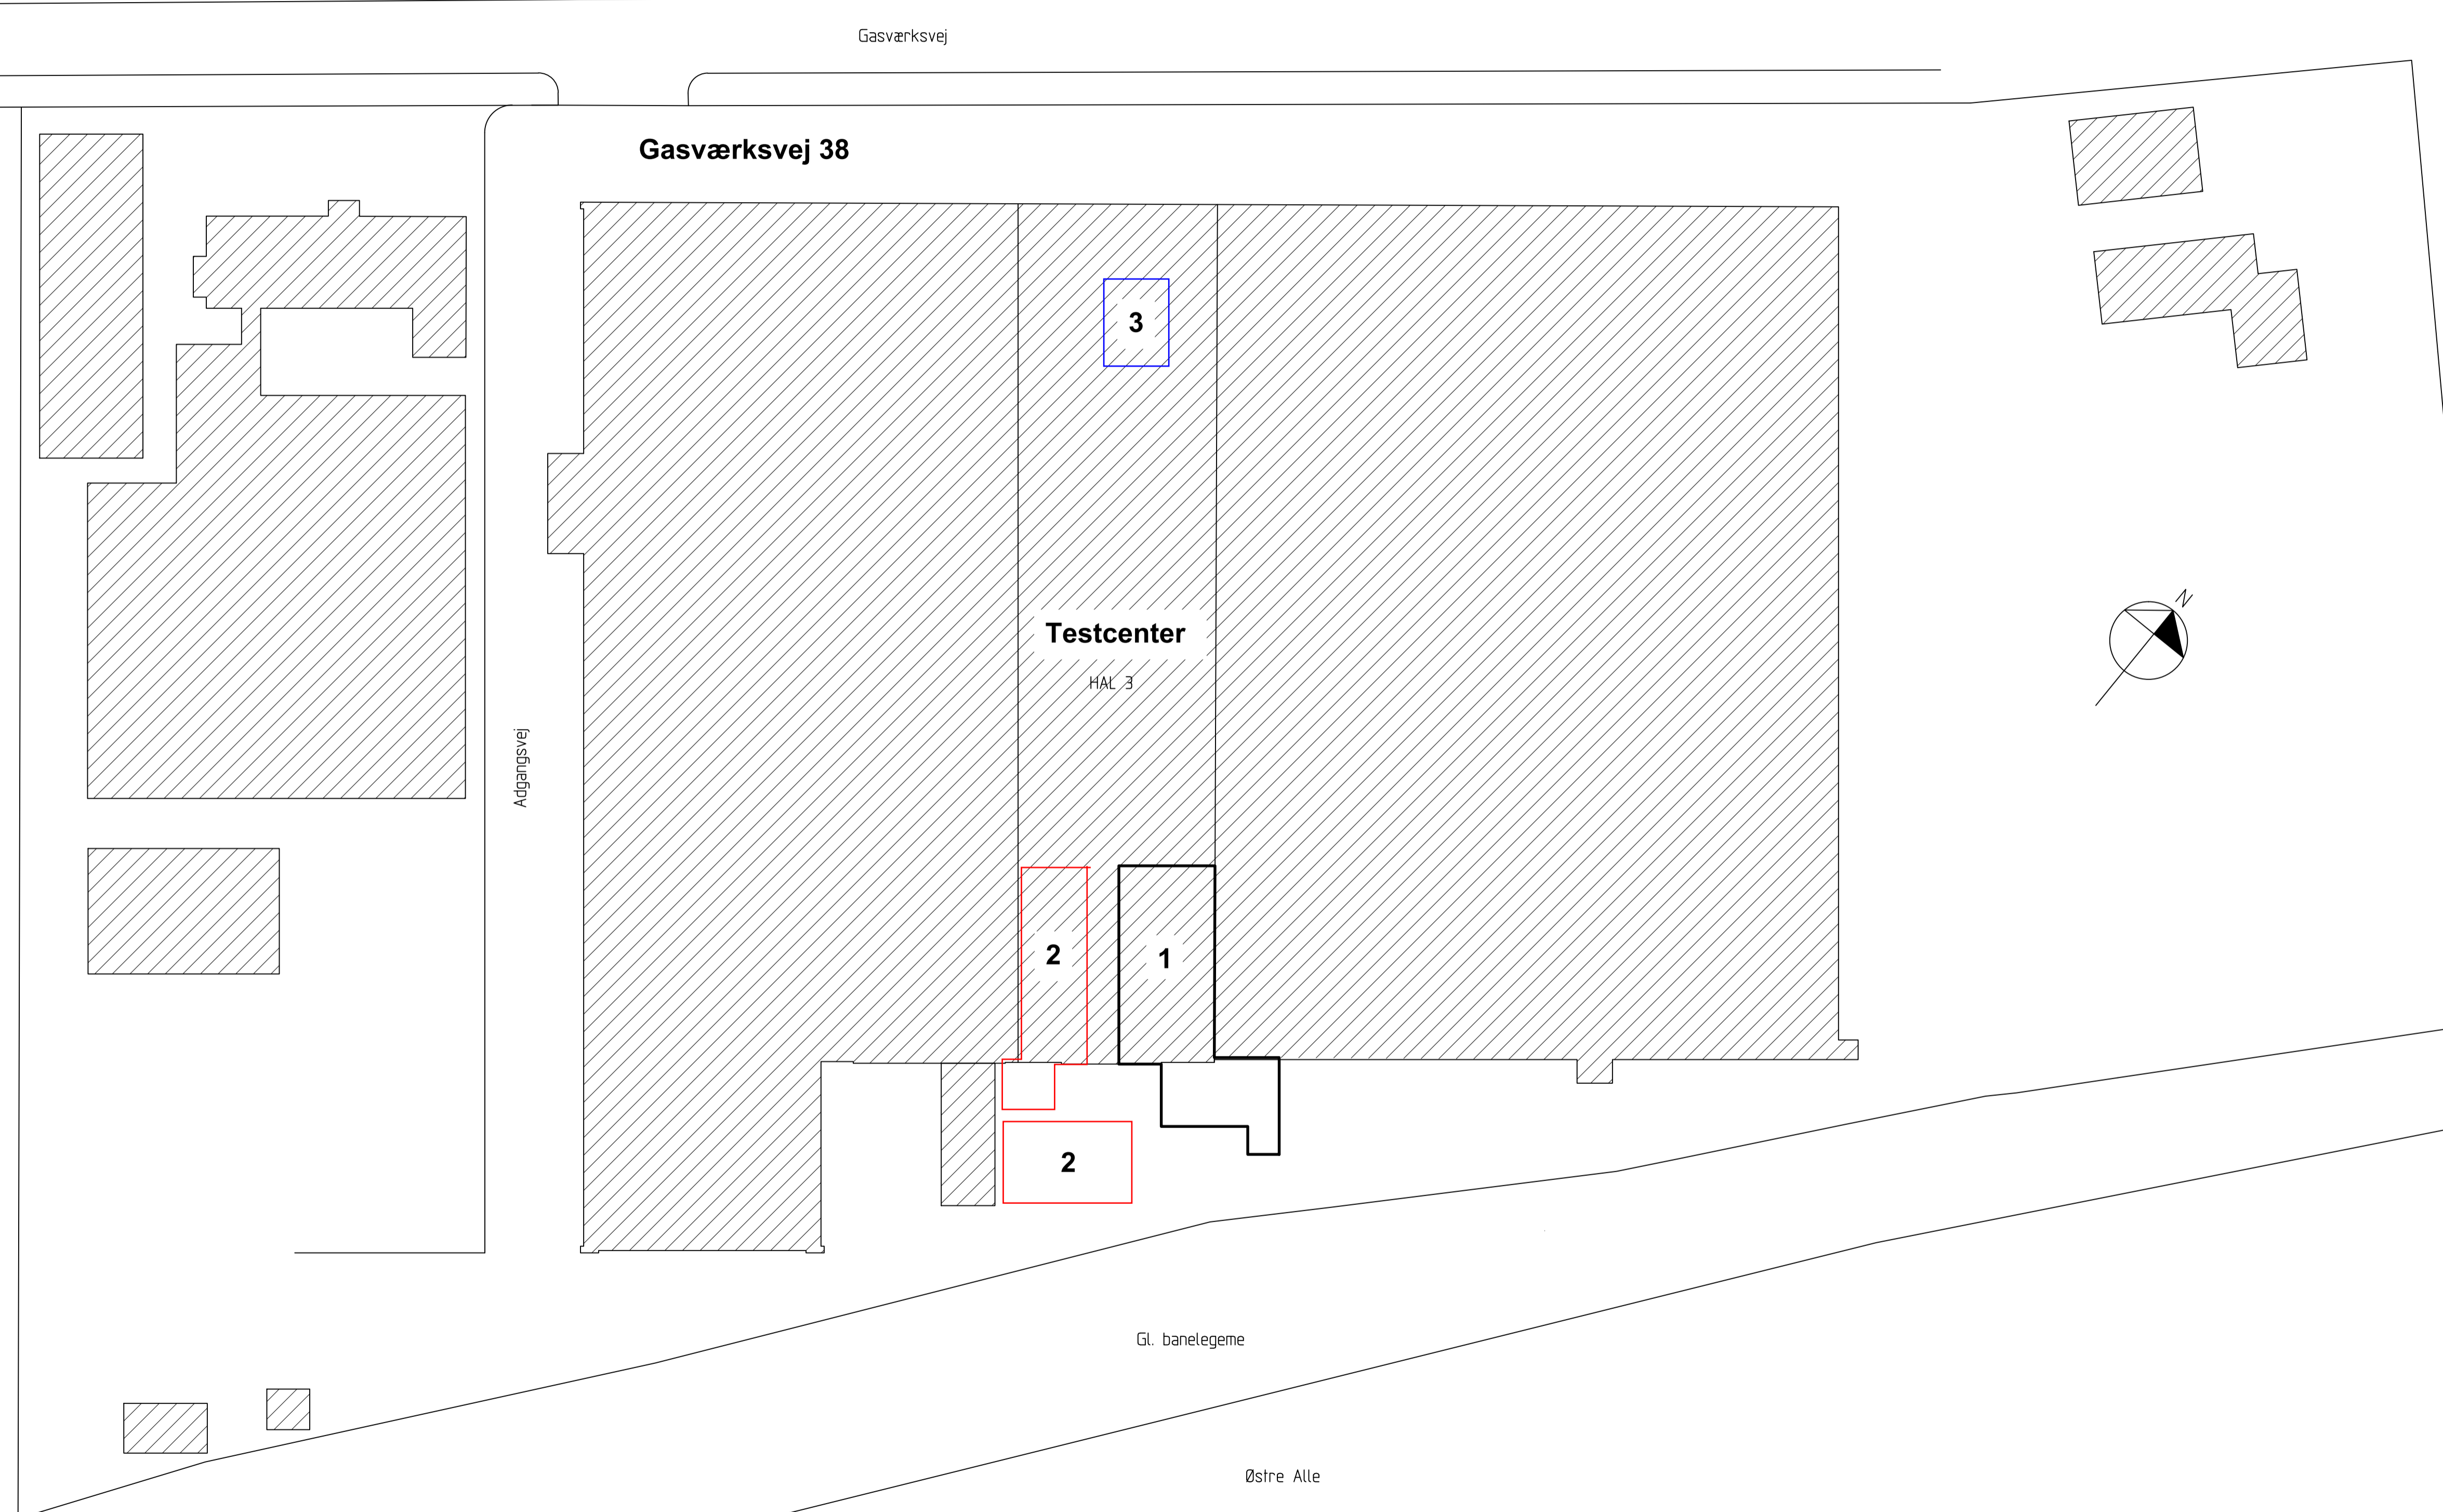 Gasværksvej
Gasværksvej 38
3
N
Testcenter
HAL 3
Adgangsvej
2
1
2
Gl. banelegeme
Østre Alle